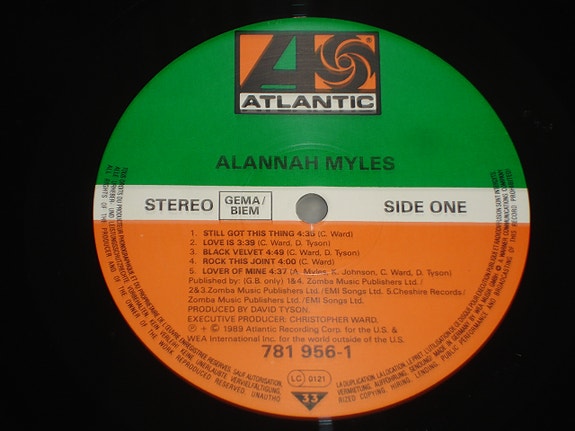 ATLANTIC
ALANNAH MYLES
STEREO
GEMA/
BIEM
SIDE ONE
1. STILL GOT THIS THING 4:35 (C. Ward)
2. LOVE IS 3:39 (C. Ward, D. Tyson)
3. BLACK VELVET 4:49 (C. Ward, D. Tyson)
4. ROCK THIS JOINT 4:00 (C. Ward)
5. LOVER OF MINE 4:37 (A. Myles, E. Johnson, C. Ward, D. Tyson)
Published by: (G.B only) 1&4. Zomba Music Publishers Ltd./
2&3.Zomba Music Publishers Ltd./EMI Songs Ltd. 5.Cheshire Records/
Zomba Music Publishers Ltd./EMI Songs Ltd.
PRODUCED BY DAVID TYSON.
EXECUTIVE PRODUCER, CHRISTOPHER WARD.
℗ + © 1989 Atlantic Recording Corp. for the U.S. &
WEA International Inc. for the world outside of the U.S.
781 956-1
LC 0121
33